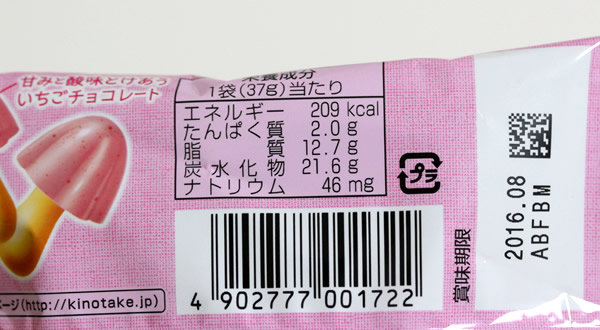 甘みと酸味とけあう
いちごチョコレート
栄養成分
1袋(37g)当たり
エネルギー 209 kcal
たんぱく質 2.0 g
脂質 12.7 g
炭水化物 21.6 g
ナトリウム 46 mg
プラ
4 902777 001722
ージ(http://kinotake.jp)
賞味期限
2016.08
ABFBM